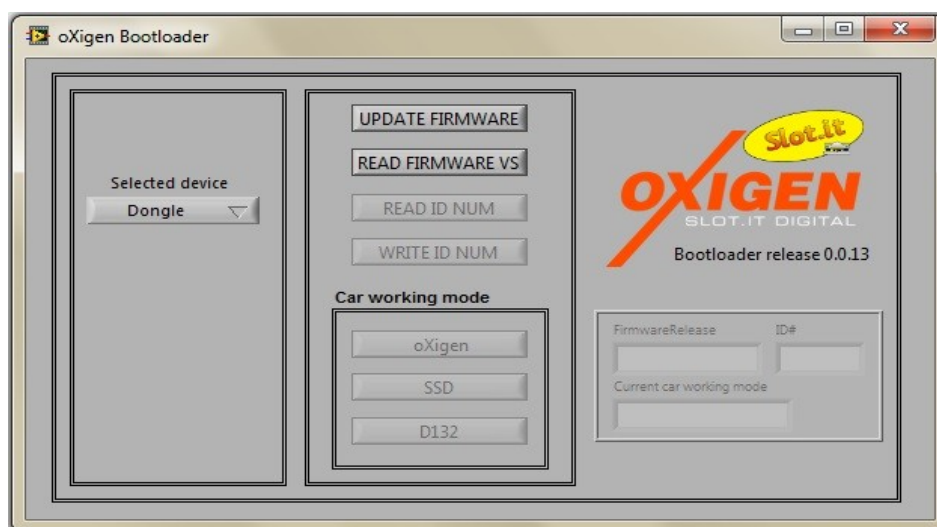 oXigen Bootloader
Selected device
Dongle
UPDATE FIRMWARE
READ FIRMWARE VS
READ ID NUM
WRITE ID NUM
Car working mode
oXigen
SSD
D132
Slot.it
OXIGEN
SLOT.IT DIGITAL
Bootloader release 0.0.13
FirmwareRelease ID#
Current car working mode